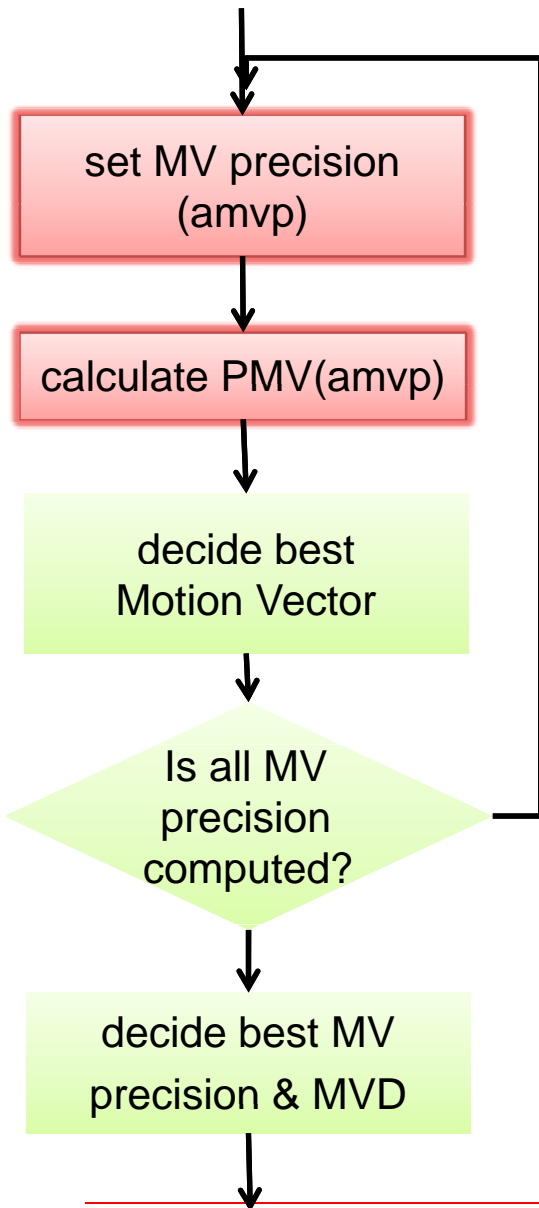 set MV precision
(amvp)
calculate PMV(amvp)
decide best
Motion Vector
Is all MV
precision
computed?
decide best MV
precision & MVD